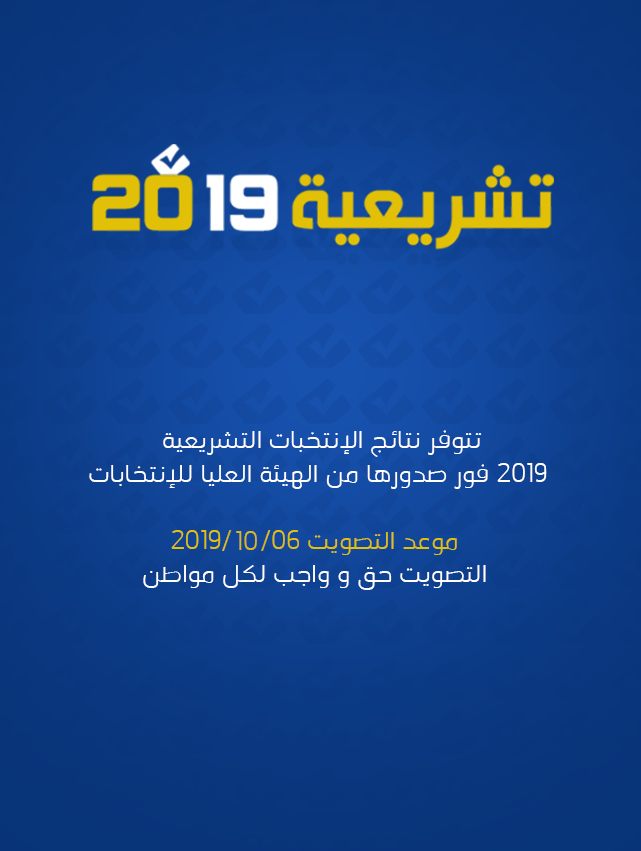 تشريعية 2019
تتوفر نتائج الإنتخبات التشريعية
2019 فور صدورها من الهيئة العليا للإنتخابات
موعد التصويت 2019/10/06
التصويت حق و واجب لكل مواطن